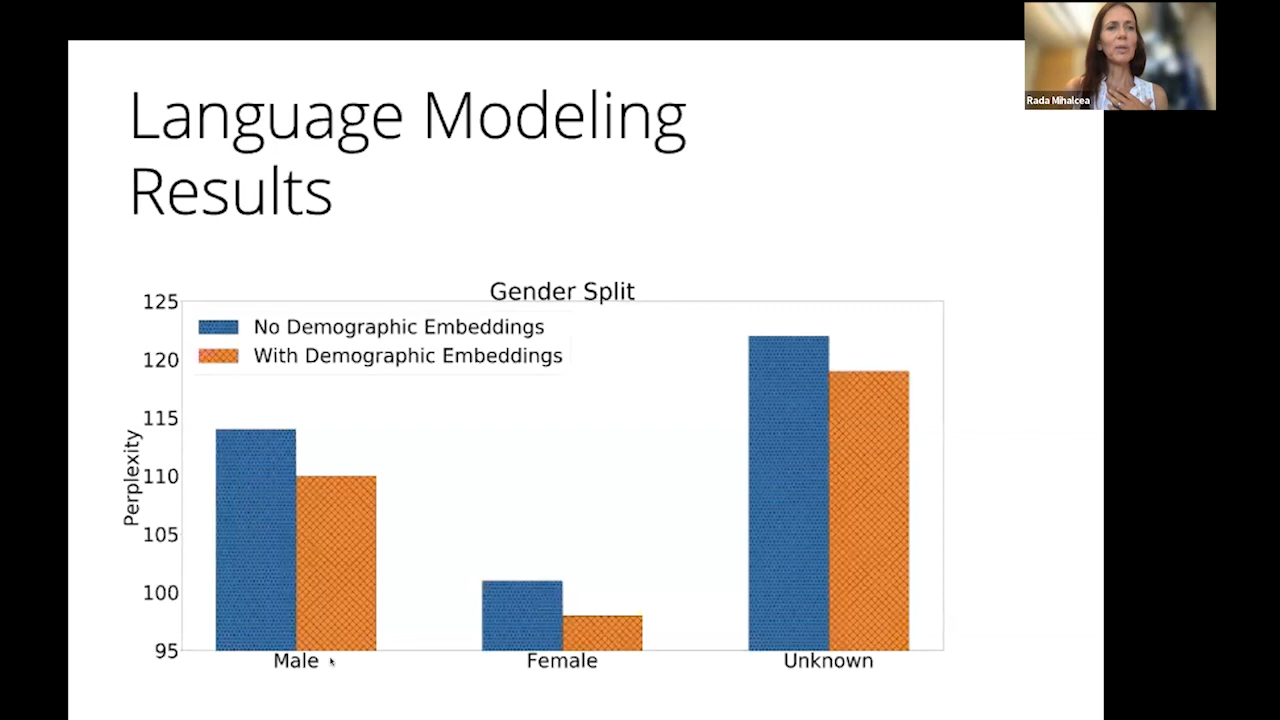 Rada Mihalcea
Language Modeling
Results
Gender Split
No Demographic Embeddings
With Demographic Embeddings
Perplexity
125
120
115
110
105
100
95
Male
Female
Unknown